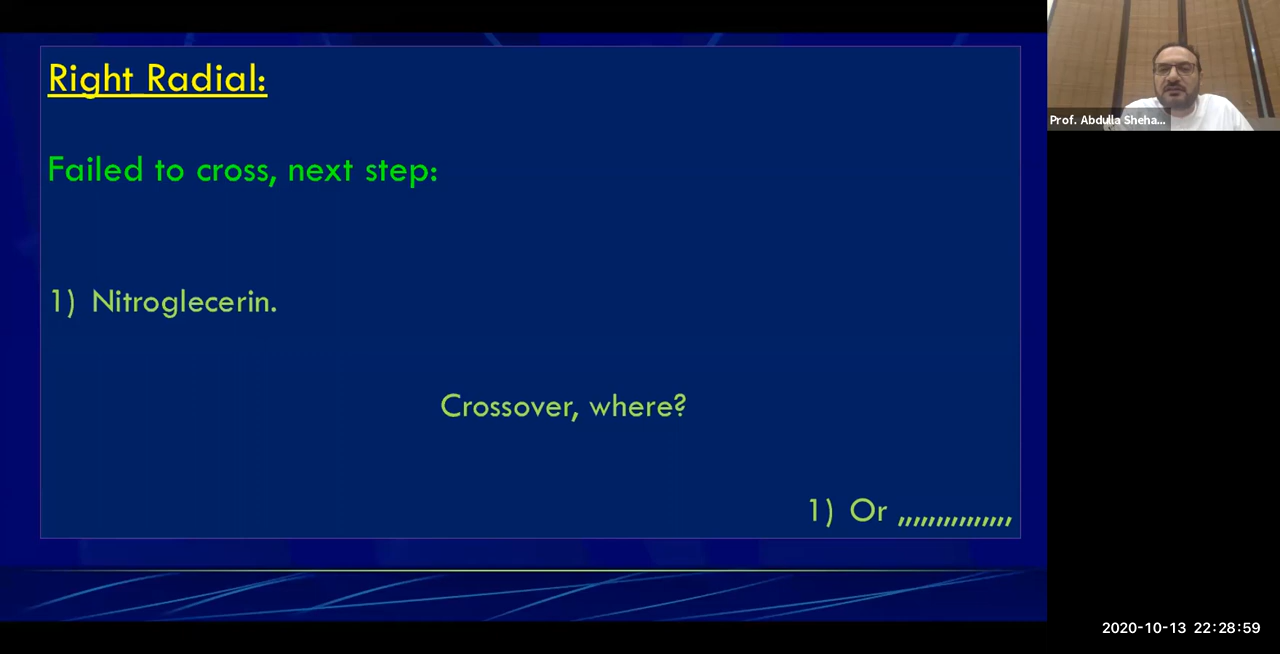 Right Radial:
Failed to cross, next step:
1) Nitroglecerin.
Crossover, where?
1) Or ,,,,,,,,,,,,,,,
Prof. Abdulla Sheha...
2020-10-13 22:28:59